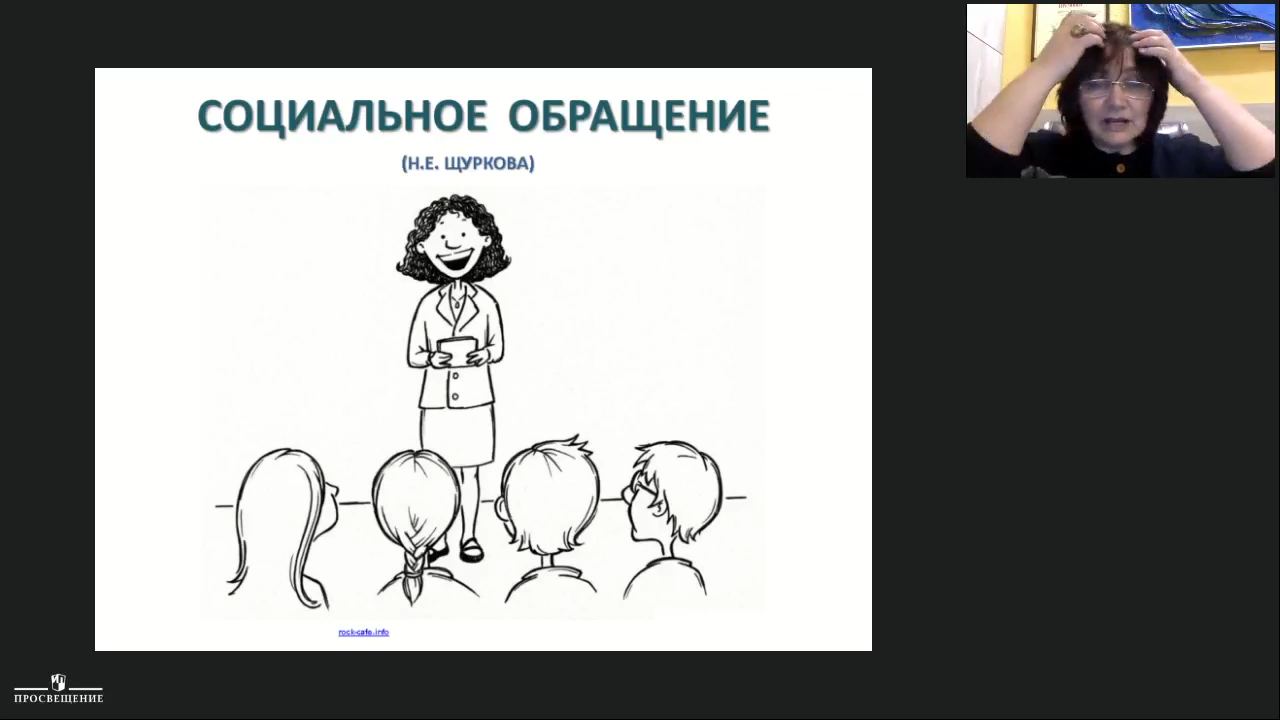 СОЦИАЛЬНОЕ ОБРАЩЕНИЕ
(Н.Е. ЩУРКОВА)
rock-cafe.info
ПРОСВЕЩЕНИЕ